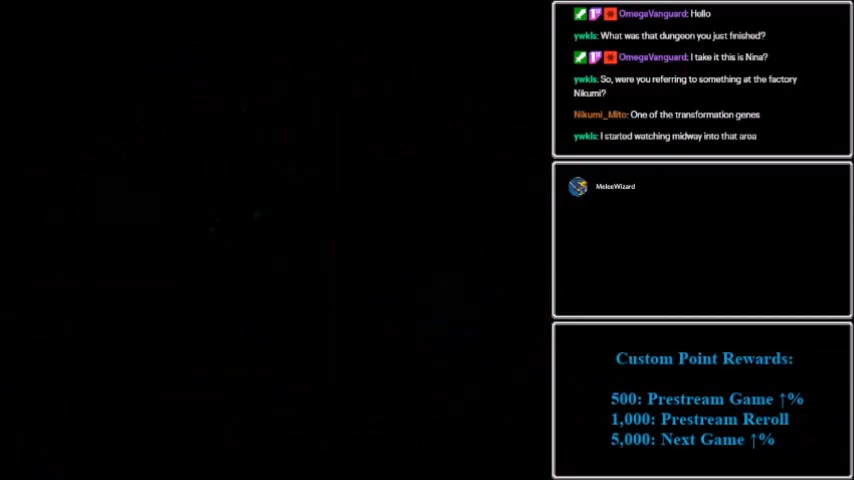 OmegaVanguard: Hello
ywkls: What was that dungeon you just finished?
OmegaVanguard: I take it this is Nina?
ywkls: So, were you referring to something at the factory
Nikumi?
Nikumi_Mito: One of the transformation genes
ywkls: I started watching midway into that area
MeleeWizard
Custom Point Rewards:
500: Prestream Game ↑%
1,000: Prestream Reroll
5,000: Next Game ↑%